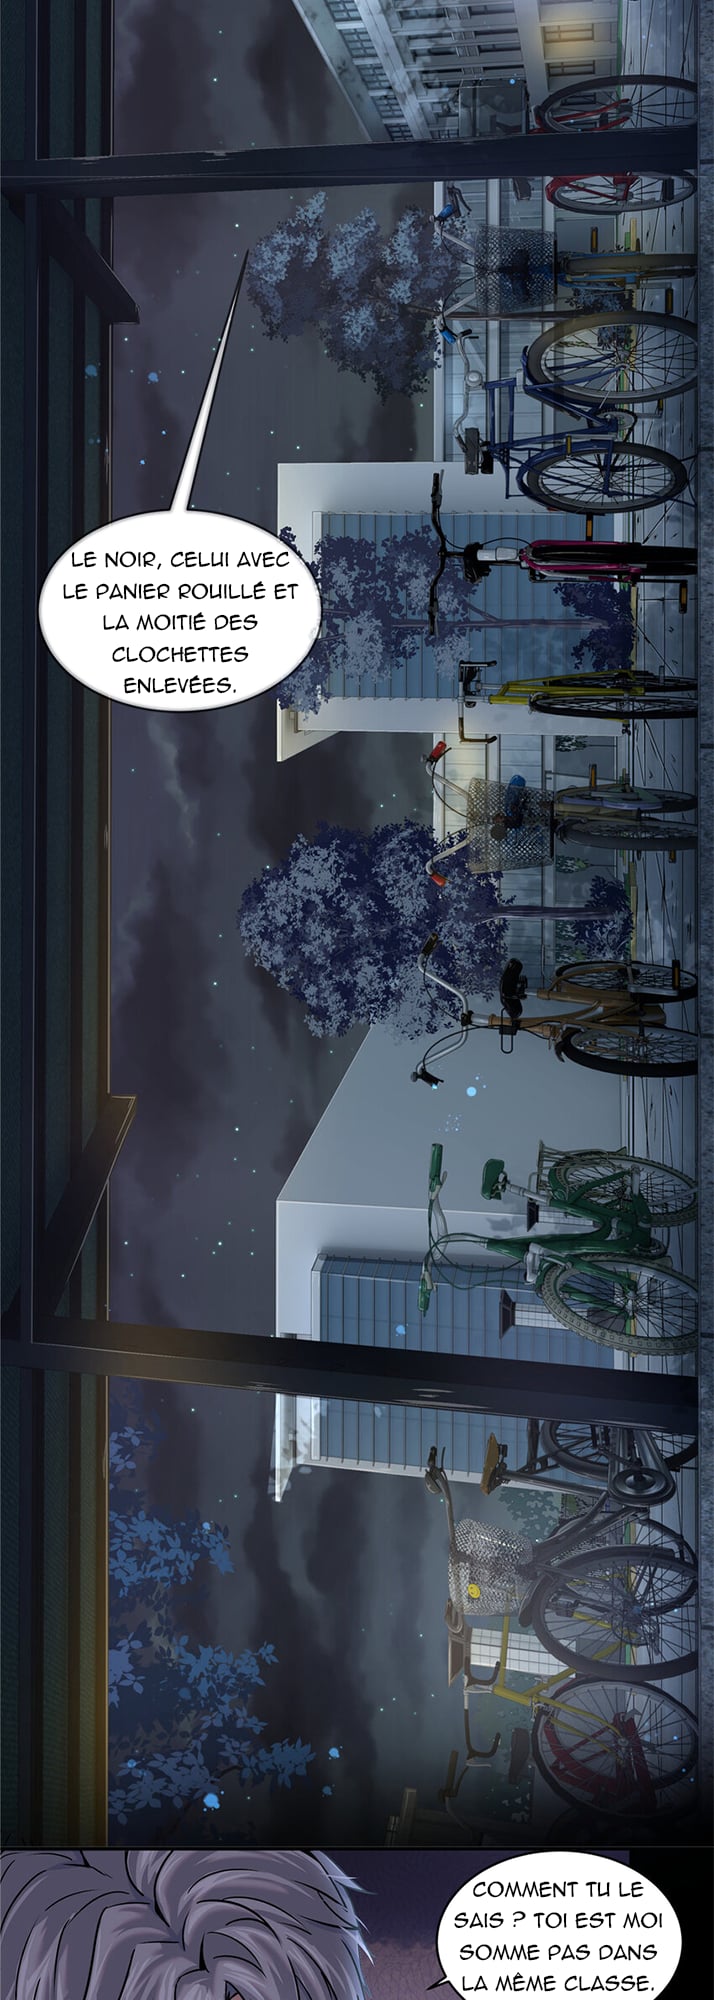 LE NOIR, CELUI AVEC
LE PANIER ROUILLÉ ET
LA MOITIÉ DES
CLOCHETTES
ENLEVÉES.
COMMENT TU LE
SAIS ? TOI EST MOI
SOMME PAS DANS
LA MÊME CLASSE.